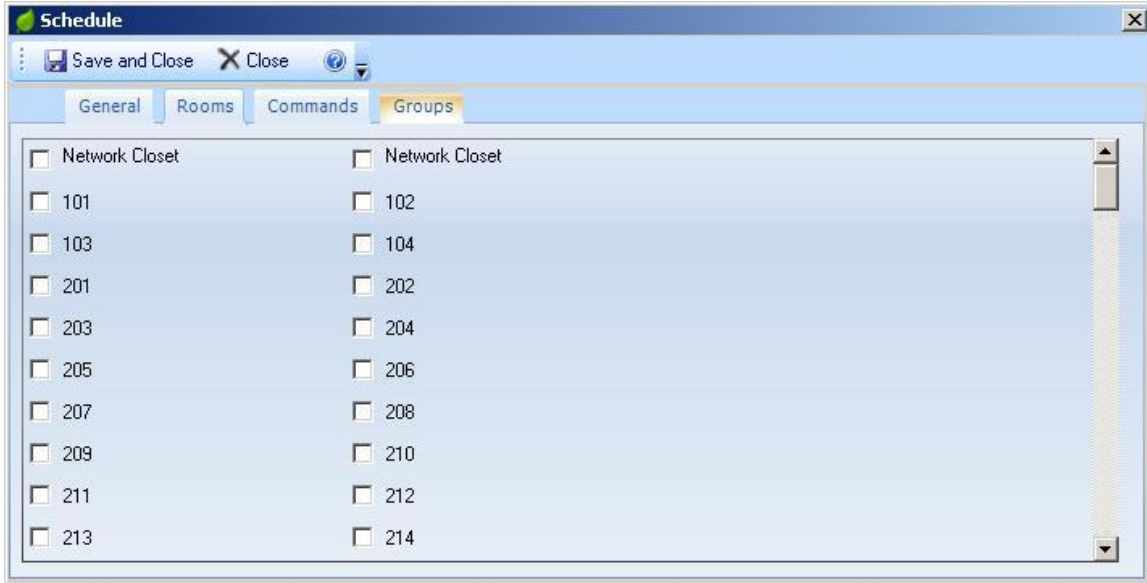 Schedule
Save and Close Close
General Rooms Commands Groups
Network Closet Network Closet
101 102
103 104
201 202
203 204
205 206
207 208
209 210
211 212
213 214